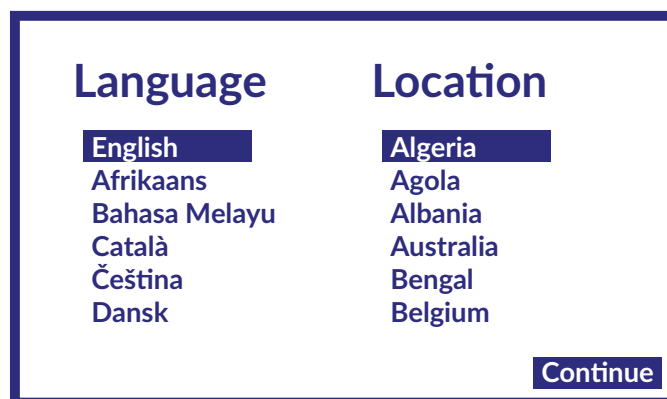 Language
English
Afrikaans
Bahasa Melayu
Català
Čeština
Dansk
Location
Algeria
Agola
Albania
Australia
Bengal
Belgium
Continue